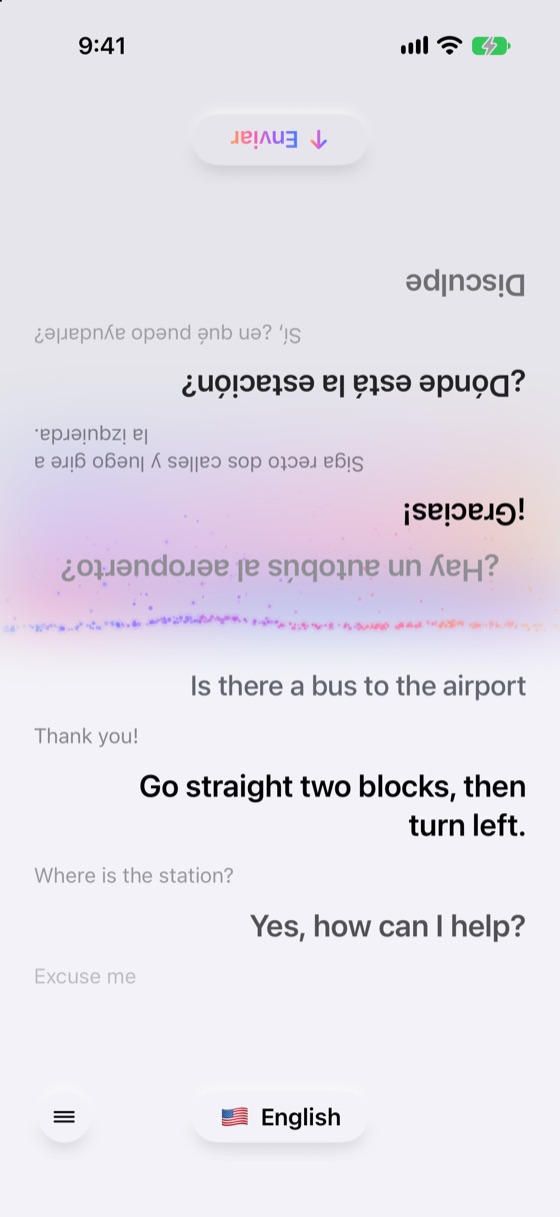 9:41
Enviar
Disculpe
Sí, ¿en qué puedo ayudarle?
¿Dónde está la estación?
Siga recto dos calles y luego gire a
la izquierda.
¡Gracias!
¿Hay un autobús al aeropuerto?
Is there a bus to the airport
Thank you!
Go straight two blocks, then
turn left.
Where is the station?
Yes, how can I help?
Excuse me
English